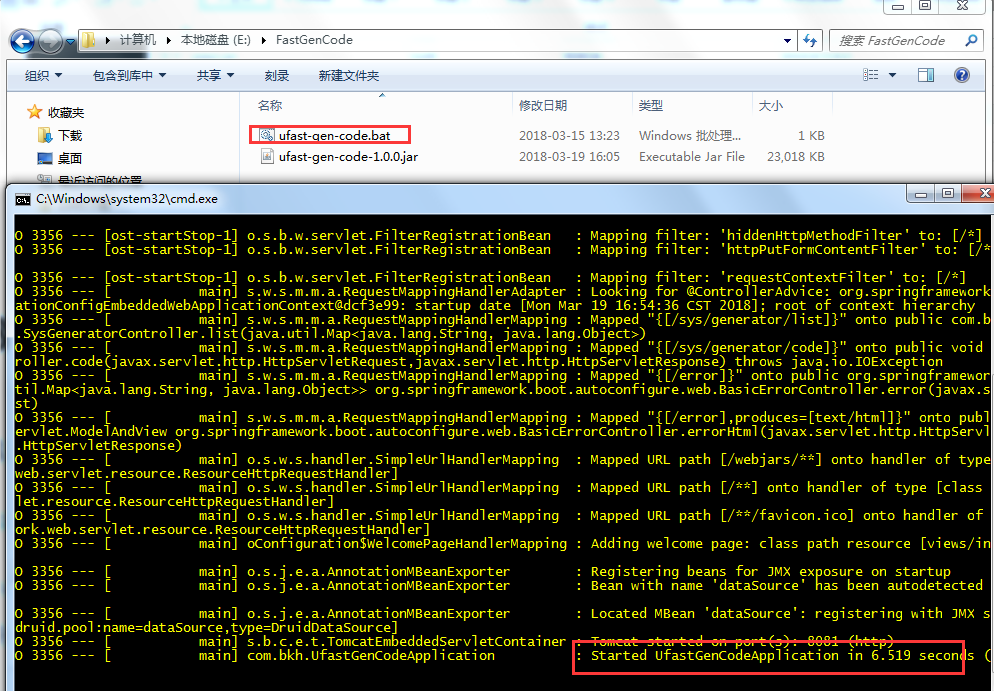 计算机 ▸ 本地磁盘 (E:) ▸ FastGenCode
搜索 FastGenCode
组织 包含到库中 共享 刻录 新建文件夹
收藏夹
下载
桌面
最近访问的位置
名称 修改日期 类型 大小
ufast-gen-code.bat 2018-03-15 13:23 Windows 批处理... 1 KB
ufast-gen-code-1.0.0.jar 2018-03-19 16:05 Executable Jar File 23,018 KB
C:\Windows\system32\cmd.exe
O 3356 --- [ost-startStop-1] o.s.b.w.servlet.FilterRegistrationBean : Mapping filter: 'hiddenHttpMethodFilter' to: [/*]
O 3356 --- [ost-startStop-1] o.s.b.w.servlet.FilterRegistrationBean : Mapping filter: 'httpPutFormContentFilter' to: [/*
O 3356 --- [ost-startStop-1] o.s.b.w.servlet.FilterRegistrationBean : Mapping filter: 'requestContextFilter' to: [/*]
O 3356 --- [ main] s.w.s.m.m.a.RequestMappingHandlerAdapter : Looking for @ControllerAdvice: org.springframework
ationConfigEmbeddedWebApplicationContext@dcf3e99: startup date [Mon Mar 19 16:54:36 CST 2018]; root of context hierarchy
O 3356 --- [ main] s.w.s.m.m.a.RequestMappingHandlerMapping : Mapped "{[/sys/generator/list]}" onto public com.b
.SysGeneratorController.list(java.util.Map<java.lang.String, java.lang.Object>)
O 3356 --- [ main] s.w.s.m.m.a.RequestMappingHandlerMapping : Mapped "{[/sys/generator/code]}" onto public void
roller.code(javax.servlet.http.HttpServletRequest,javax.servlet.http.HttpServletResponse) throws java.io.IOException
O 3356 --- [ main] s.w.s.m.m.a.RequestMappingHandlerMapping : Mapped "{[/error]}" onto public org.springframewor
til.Map<java.lang.String, java.lang.Object>> org.springframework.boot.autoconfigure.web.BasicErrorController.error(javax.s
st)
O 3356 --- [ main] s.w.s.m.m.a.RequestMappingHandlerMapping : Mapped "{[/error],produces=[text/html]}" onto publ
servlet.ModelAndView org.springframework.boot.autoconfigure.web.BasicErrorController.errorHtml(javax.servlet.http.HttpServl
.HttpServletResponse)
O 3356 --- [ main] o.s.w.s.handler.SimpleUrlHandlerMapping : Mapped URL path [/webjars/**] onto handler of type
web.servlet.resource.ResourceHttpRequestHandler]
O 3356 --- [ main] o.s.w.s.handler.SimpleUrlHandlerMapping : Mapped URL path [/**] onto handler of type [class
let.resource.ResourceHttpRequestHandler]
O 3356 --- [ main] o.s.w.s.handler.SimpleUrlHandlerMapping : Mapped URL path [/**/favicon.ico] onto handler of
ork.web.servlet.resource.ResourceHttpRequestHandler]
O 3356 --- [ main] oConfiguration$WelcomePageHandlerMapping : Adding welcome page: class path resource [views/in
O 3356 --- [ main] o.s.j.e.a.AnnotationMBeanExporter : Registering beans for JMX exposure on startup
O 3356 --- [ main] o.s.j.e.a.AnnotationMBeanExporter : Bean with name 'dataSource' has been autodetected
O 3356 --- [ main] o.s.j.e.a.AnnotationMBeanExporter : Located MBean 'dataSource': registering with JMX s
druid.pool:name=dataSource,type=DruidDataSource]
O 3356 --- [ main] s.b.c.e.t.TomcatEmbeddedServletContainer : Tomcat started on port(s): 8081 (http)
O 3356 --- [ main] com.bkh.UfastGenCodeApplication : Started UfastGenCodeApplication in 6.519 seconds (